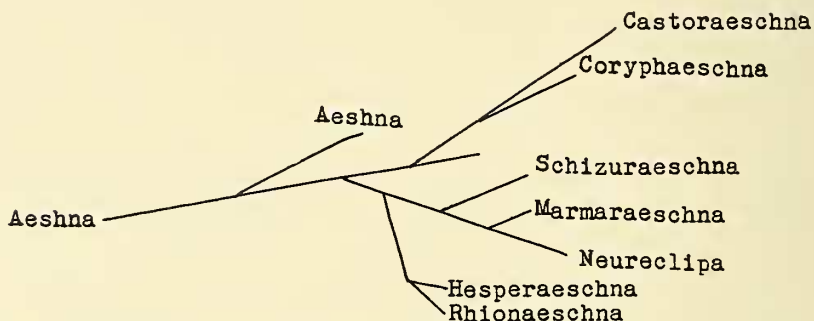 Castoraeschna
Coryphaeschna
Aeshna
Schizuraeschna
Aeshna
Marmaraeschna
Neureclipa
Hesperaeschna
Rhionaeschna